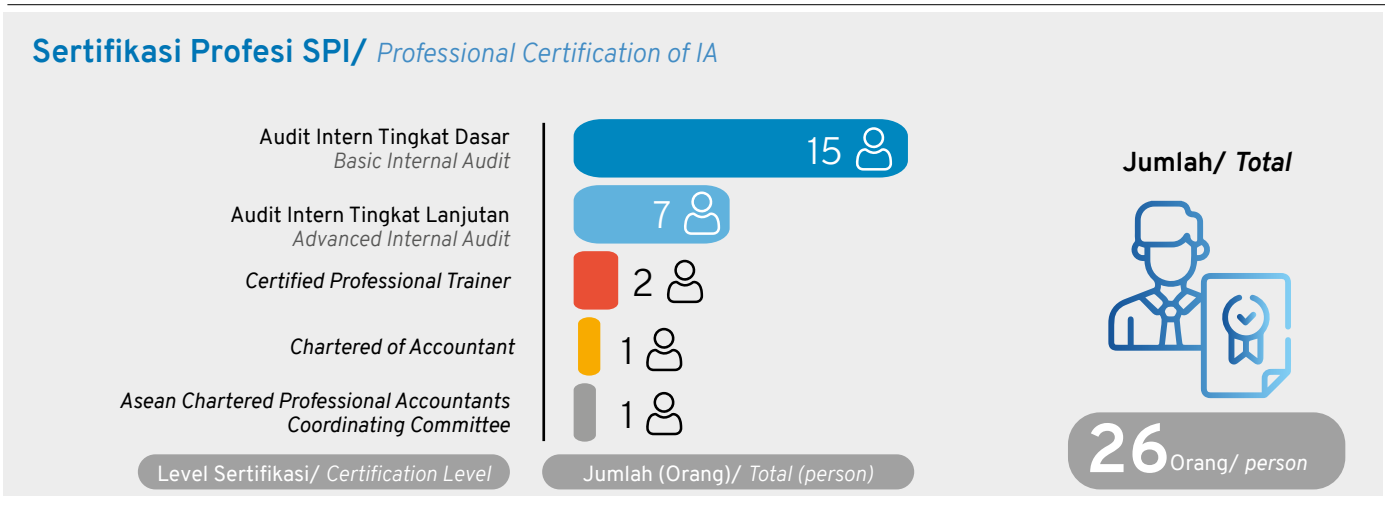 Sertifikasi Profesi SPI/ Professional Certification of IA
Audit Intern Tingkat Dasar
Basic Internal Audit
15
Audit Intern Tingkat Lanjutan
Advanced Internal Audit
7
Certified Professional Trainer
2
Chartered of Accountant
1
Asean Chartered Professional Accountants
Coordinating Committee
1
Level Sertifikasi/ Certification Level
Jumlah (Orang)/ Total (person)
Jumlah/ Total
26 Orang/ person